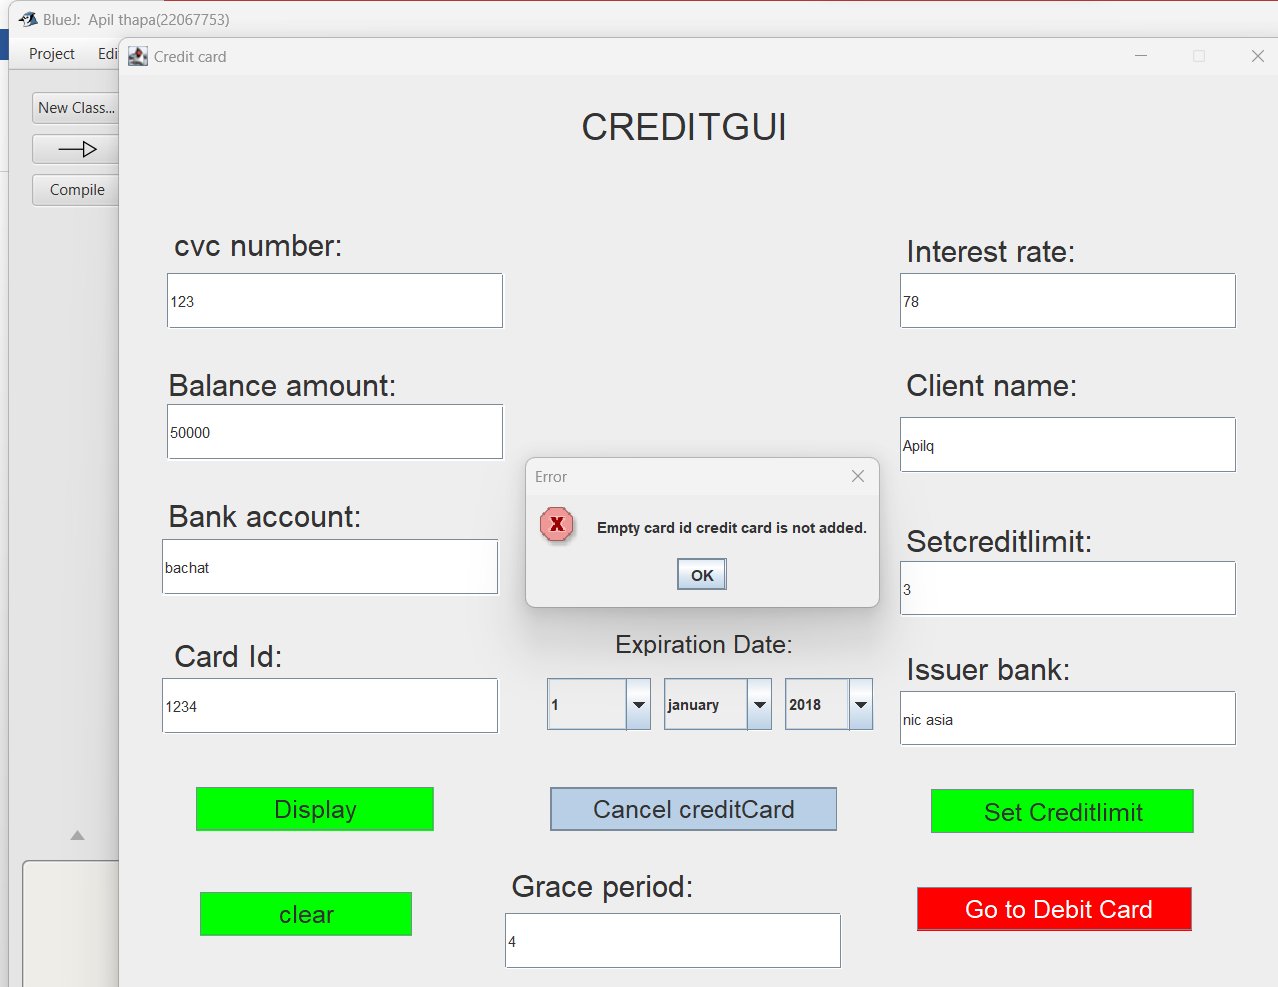 BlueJ: Apil thapa(22067753)
Project Edi
Credit card
New Class...
Compile
CREDITGUI
cvc number:
123
Interest rate:
78
Balance amount:
50000
Client name:
Apilq
Error
Empty card id credit card is not added.
OK
Bank account:
bachat
Setcreditlimit:
3
Card Id:
1234
Expiration Date:
1 january 2018
Issuer bank:
nic asia
Display
Cancel creditCard
Set Creditlimit
clear
Grace period:
4
Go to Debit Card